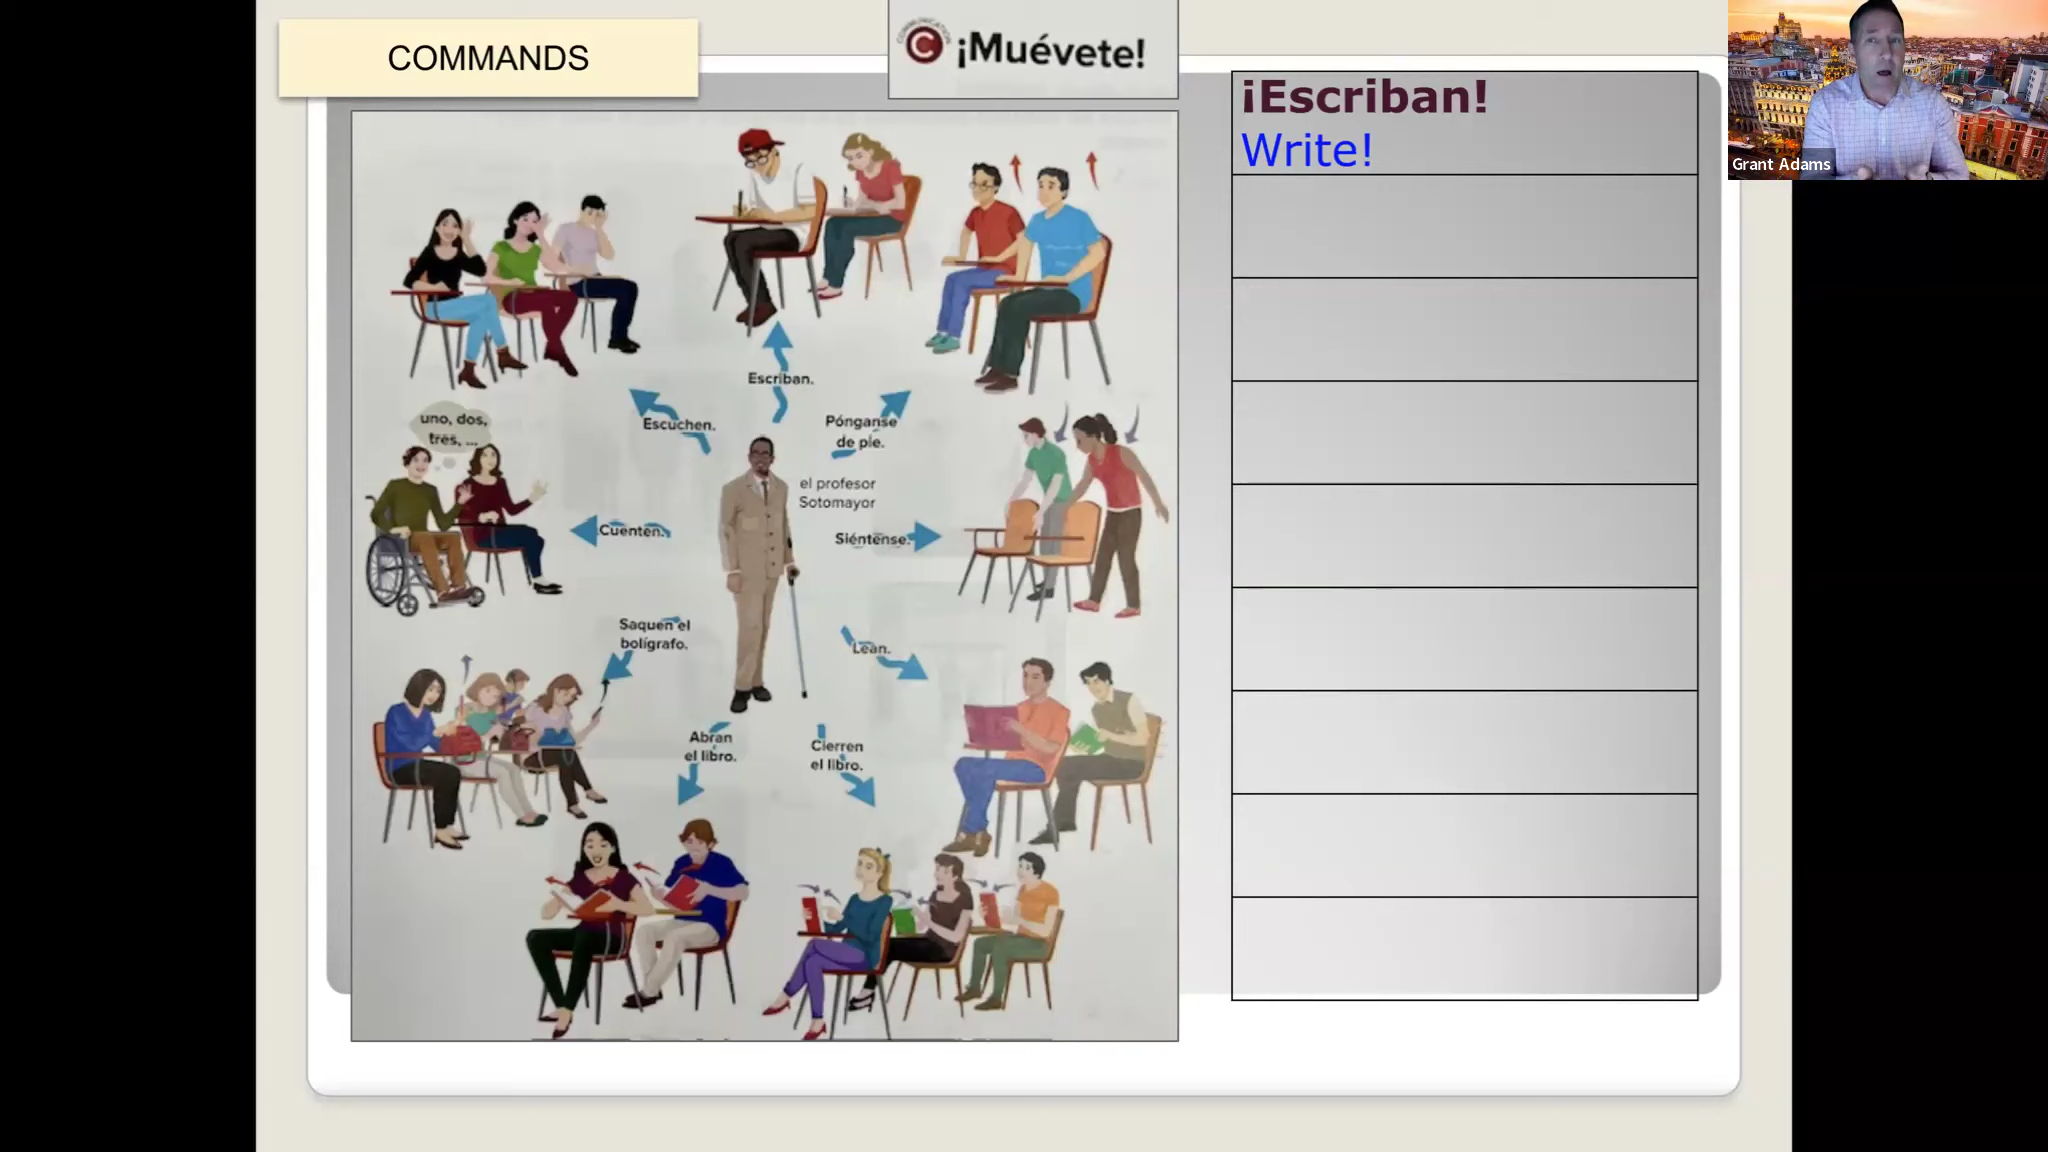 COMMANDS
COMMUNICATION
C
¡Muévete!
¡Escriban!
Write!
Grant Adams
Escriban.
Escuchen.
Pónganse
de pie.
uno, dos,
tres, ...
el profesor
Sotomayor
Cuenten.
Siéntense.
Saquen el
bolígrafo.
Lean.
Abran
el libro.
Cierren
el libro.